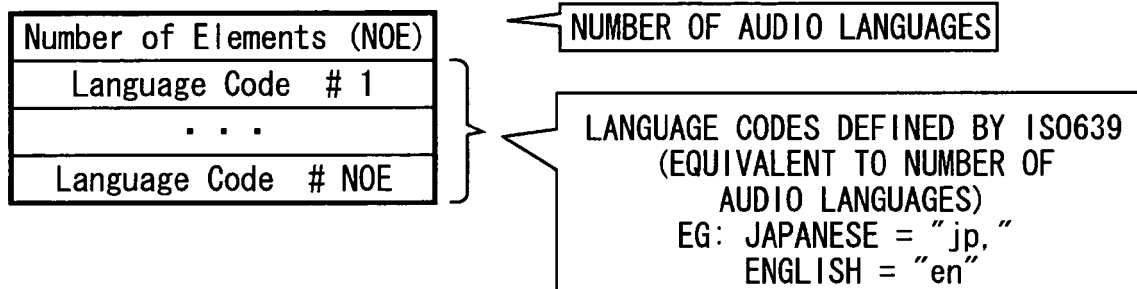 Number of Elements (NOE)
Language Code # 1
...
Language Code # NOE
NUMBER OF AUDIO LANGUAGES
LANGUAGE CODES DEFINED BY ISO639
(EQUIVALENT TO NUMBER OF
AUDIO LANGUAGES)
EG: JAPANESE = "jp,"
ENGLISH = "en"